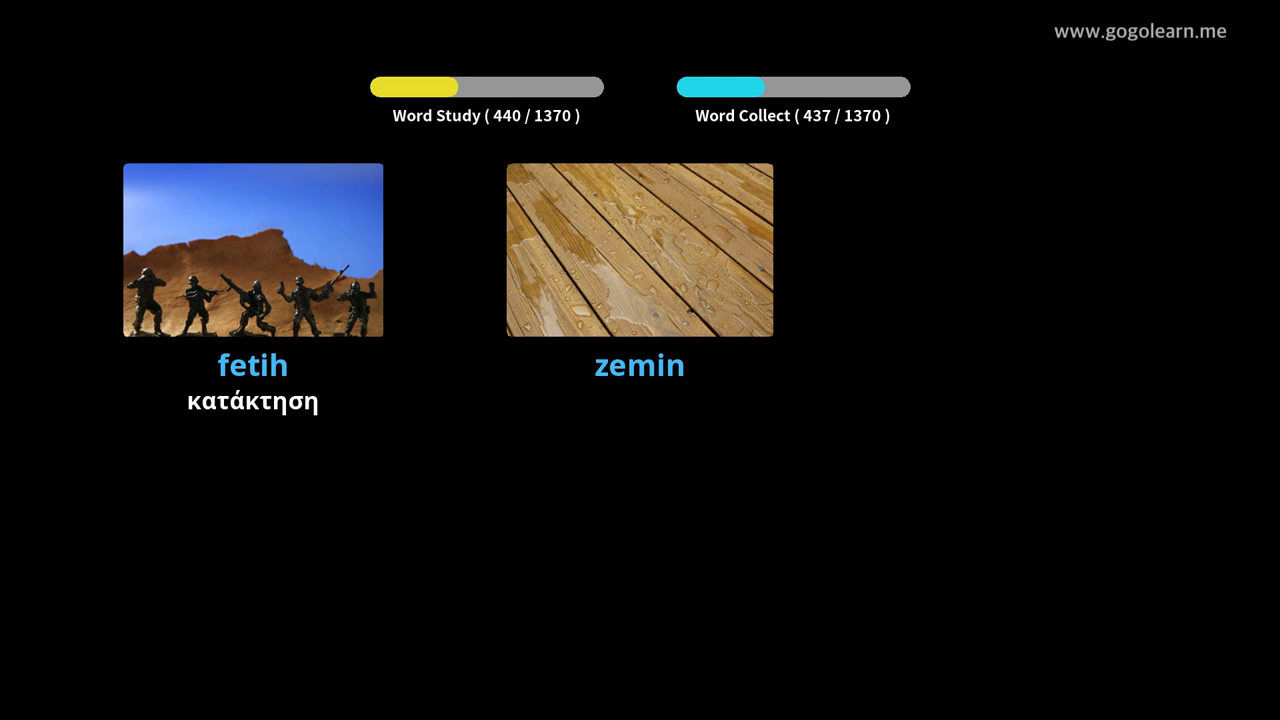 www.gogolearn.me
Word Study ( 440 / 1370 )
Word Collect ( 437 / 1370 )
fetih
κατάκτηση
zemin